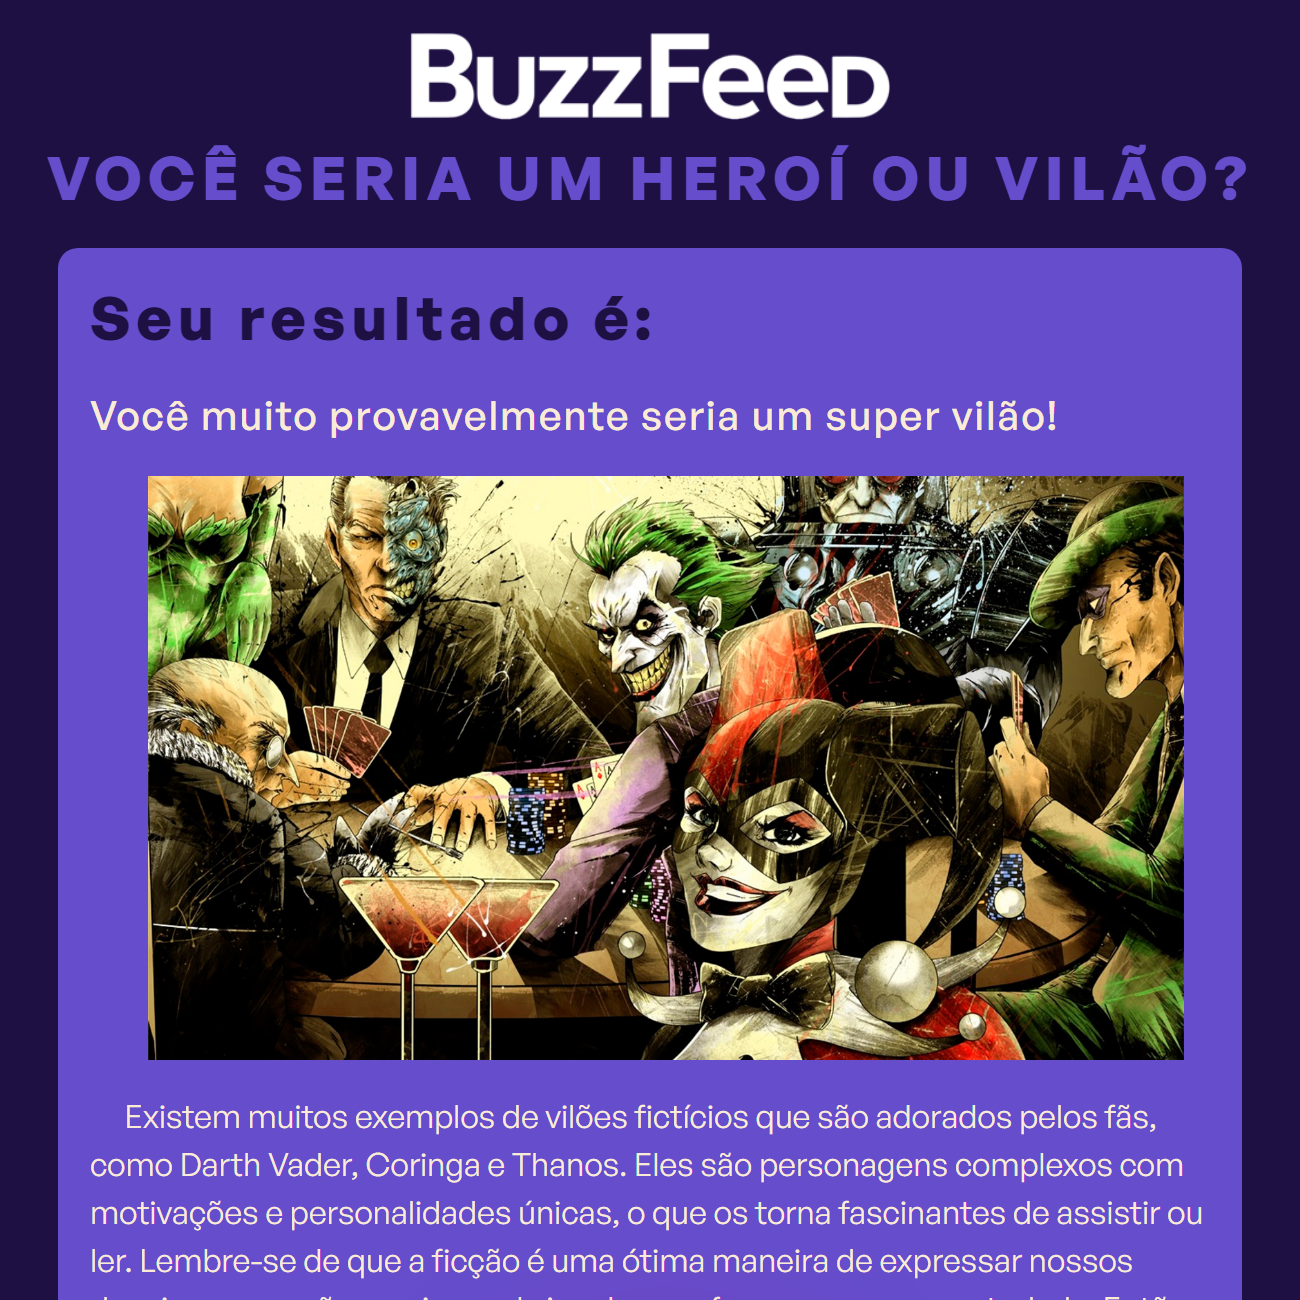 BuzzFeed
VOCÊ SERIA UM HEROÍ OU VILÃO?
Seu resultado é:
Você muito provavelmente seria um super vilão!
Existem muitos exemplos de vilões fictícios que são adorados pelos fãs,
como Darth Vader, Coringa e Thanos. Eles são personagens complexos com
motivações e personalidades únicas, o que os torna fascinantes de assistir ou
ler. Lembre-se de que a ficção é uma ótima maneira de expressar nossos